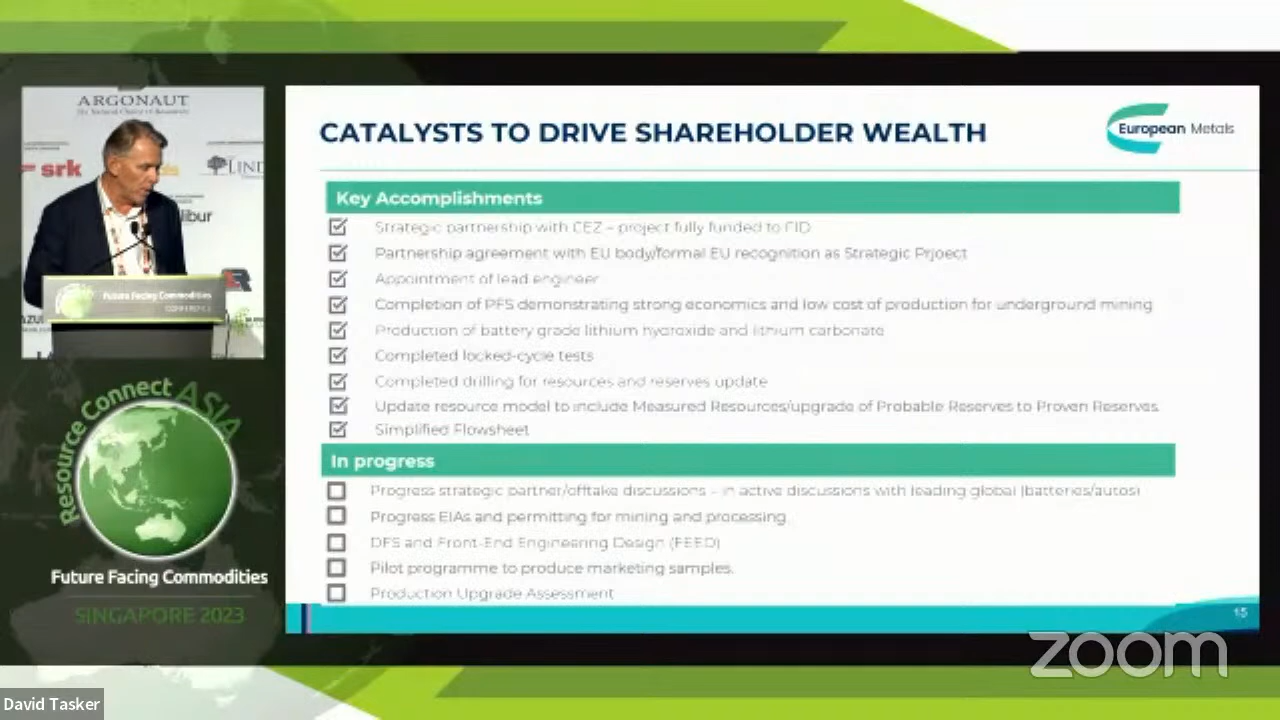 ARGONAUT
srk
LIND
libur
Future Facing Commodities
CONFERENCE
Resource Connect ASIA
Future Facing Commodities
SINGAPORE 2023
CATALYSTS TO DRIVE SHAREHOLDER WEALTH
European Metals
Key Accomplishments
Strategic partnership with CEZ – project fully funded to FID
Partnership agreement with EU body/formal EU recognition as Strategic Prjoect
Appointment of lead engineer
Completion of PFS demonstrating strong economics and low cost of production for underground mining
Production of battery grade lithium hydroxide and lithium carbonate
Completed locked-cycle tests
Completed drilling for resources and reserves update
Update resource model to include Measured Resources/upgrade of Probable Reserves to Proven Reserves.
Simplified Flowsheet
In progress
Progress strategic partner/offtake discussions – in active discussions with leading global (batteries/autos)
Progress EIAs and permitting for mining and processing
DFS and Front-End Engineering Design (FEED)
Pilot programme to produce marketing samples.
Production Upgrade Assessment
15
zoom
David Tasker